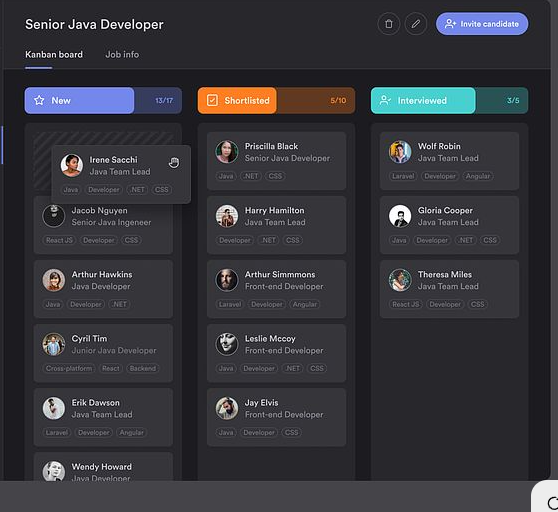 Senior Java Developer
Invite candidate
Kanban board
Job info
New
13/17
Irene Sacchi
Java Team Lead
Java Developer .NET CSS
Jacob Nguyen
Senior Java Ingeneer
React JS Developer CSS
Arthur Hawkins
Java Developer
Java Developer .NET
Cyril Tim
Junior Java Developer
Cross-platform React Backend
Erik Dawson
Java Team Lead
Laravel Developer Angular
Wendy Howard
Java Developer
Shortlisted
5/10
Priscilla Black
Senior Java Developer
Java .NET CSS
Harry Hamilton
Java Team Lead
Developer .NET CSS
Arthur Simmmons
Front-end Developer
Laravel Developer Angular
Leslie Mccoy
Front-end Developer
Java Developer .NET CSS
Jay Elvis
Front-end Developer
Java Developer CSS
Interviewed
3/5
Wolf Robin
Java Team Lead
Laravel Developer Angular
Gloria Cooper
Java Team Lead
Java Developer .NET CSS
Theresa Miles
Java Team Lead
React JS Developer CSS